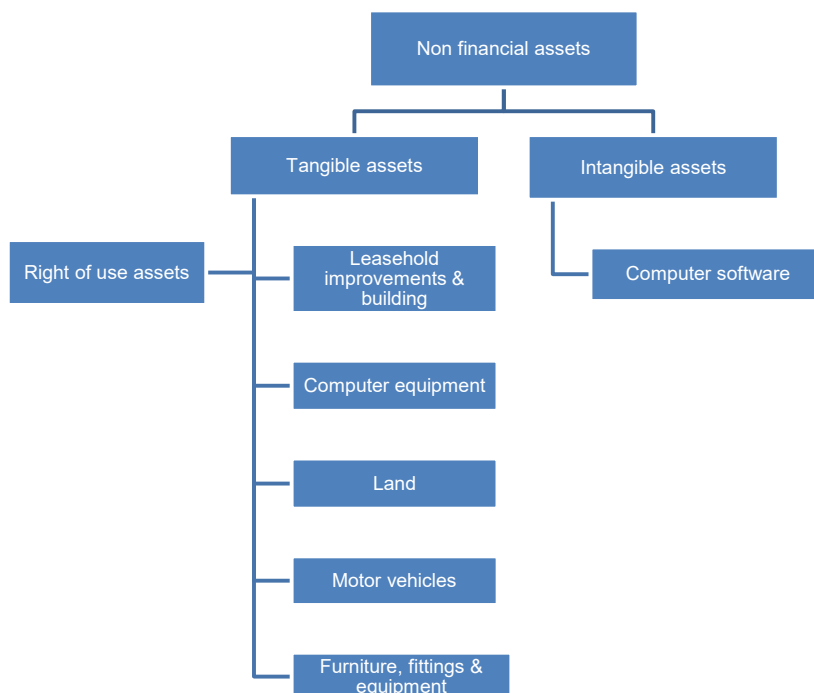 Non financial assets
Tangible assets
Intangible assets
Right of use assets
Leasehold
improvements &
building
Computer software
Computer equipment
Land
Motor vehicles
Furniture, fittings &
equipment